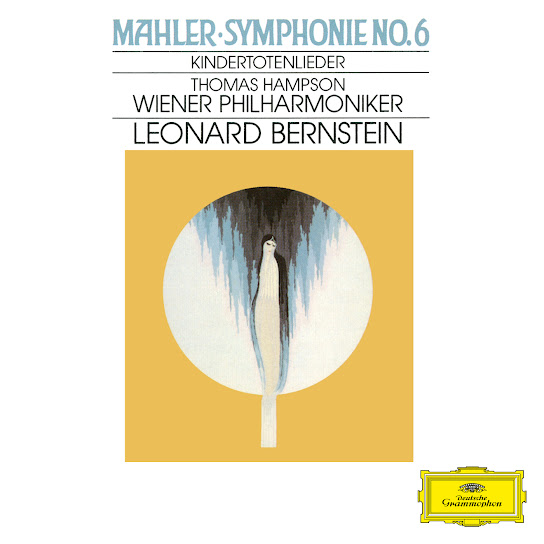 MAHLER·SYMPHONIE NO. 6
KINDERTOTENLIEDER
THOMAS HAMPSON
WIENER PHILHARMONIKER
LEONARD BERNSTEIN
Deutsche
Grammophon